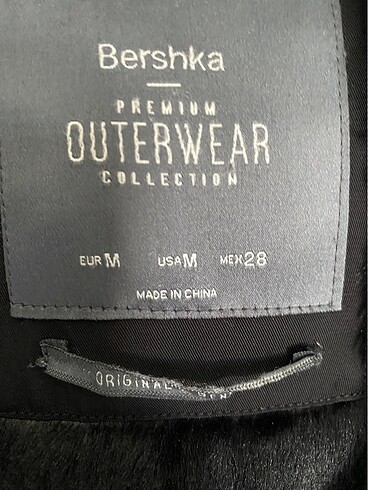 Bershka
PREMIUM
OUTERWEAR
COLLECTION
EUR M USA M MEX 28
MADE IN CHINA
ORIGINAL